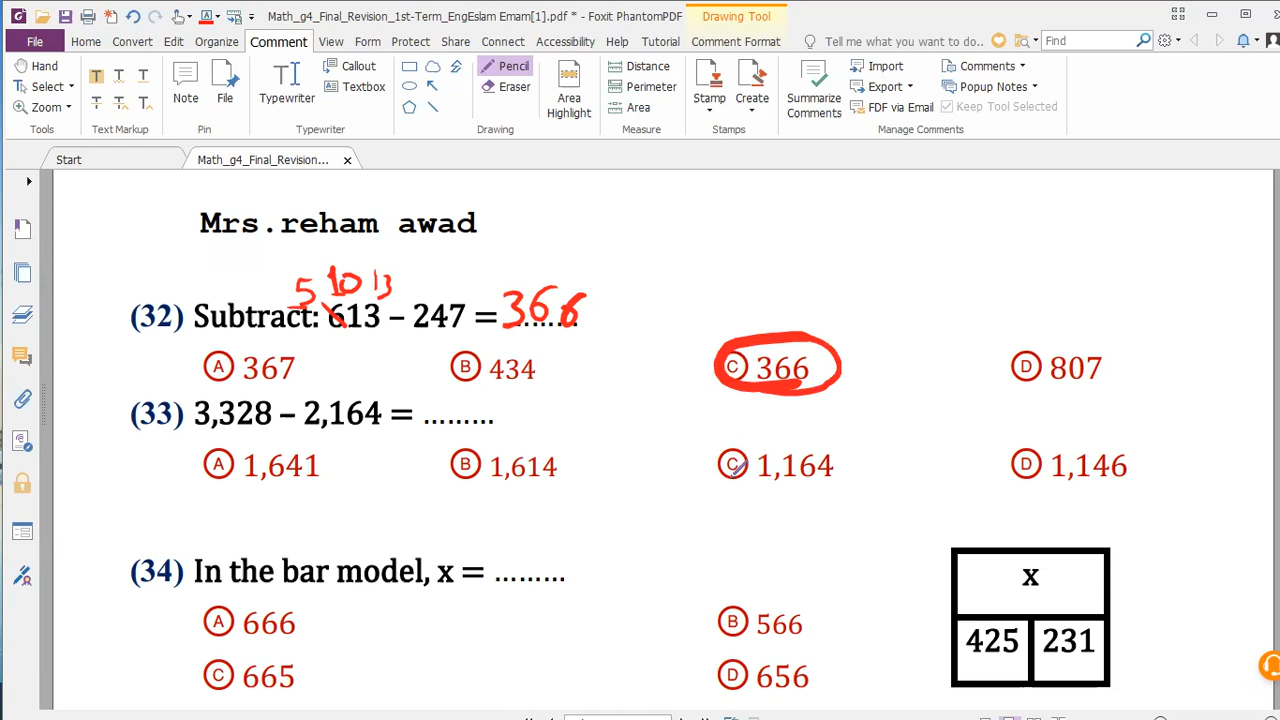 Math_g4_Final_Revision_1st-Term_EngEslam Emam[1].pdf * - Foxit PhantomPDF
Drawing Tool
File Home Convert Edit Organize Comment View Form Protect Share Connect Accessibility Help Tutorial Comment Format Tell me what you want to do... Find
Hand
Select
Zoom
Tools
T T T
T T T
Text Markup
Note
File
Pin
Typewriter
Callout
Textbox
Typewriter
Pencil
Eraser
Drawing
Area Highlight
Distance
Perimeter
Area
Measure
Stamp
Create
Stamps
Summarize Comments
Import
Export
FDF via Email
Comments
Popup Notes
Keep Tool Selected
Manage Comments
Start
Math_g4_Final_Revision...
Mrs.reham awad
5 10 13
(32) Subtract: 613 – 247 = ......... 366
A 367 B 434 C 366 D 807
(33) 3,328 – 2,164 = .........
A 1,641 B 1,614 C 1,164 D 1,146
(34) In the bar model, x = .........
x
425 231
A 666 B 566
C 665 D 656